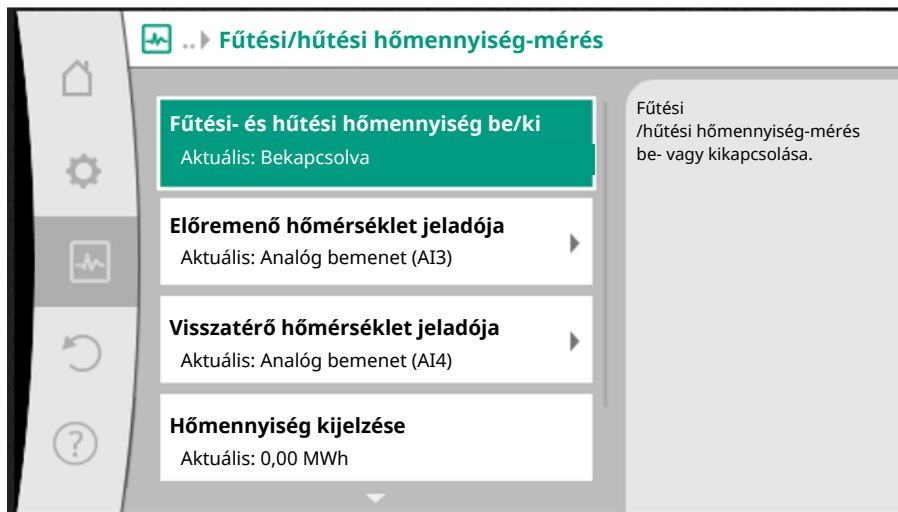 .. Fűtési/hűtési hőmennyiség-mérés
Fűtési- és hűtési hőmennyiség be/ki
Aktuális: Bekapcsolva
Előremenő hőmérséklet jeladója
Aktuális: Analóg bemenet (AI3)
Visszatérő hőmérséklet jeladója
Aktuális: Analóg bemenet (AI4)
Hőmennyiség kijelzése
Aktuális: 0,00 MWh
Fűtési
/hűtési hőmennyiség-mérés
be- vagy kikapcsolása.
?